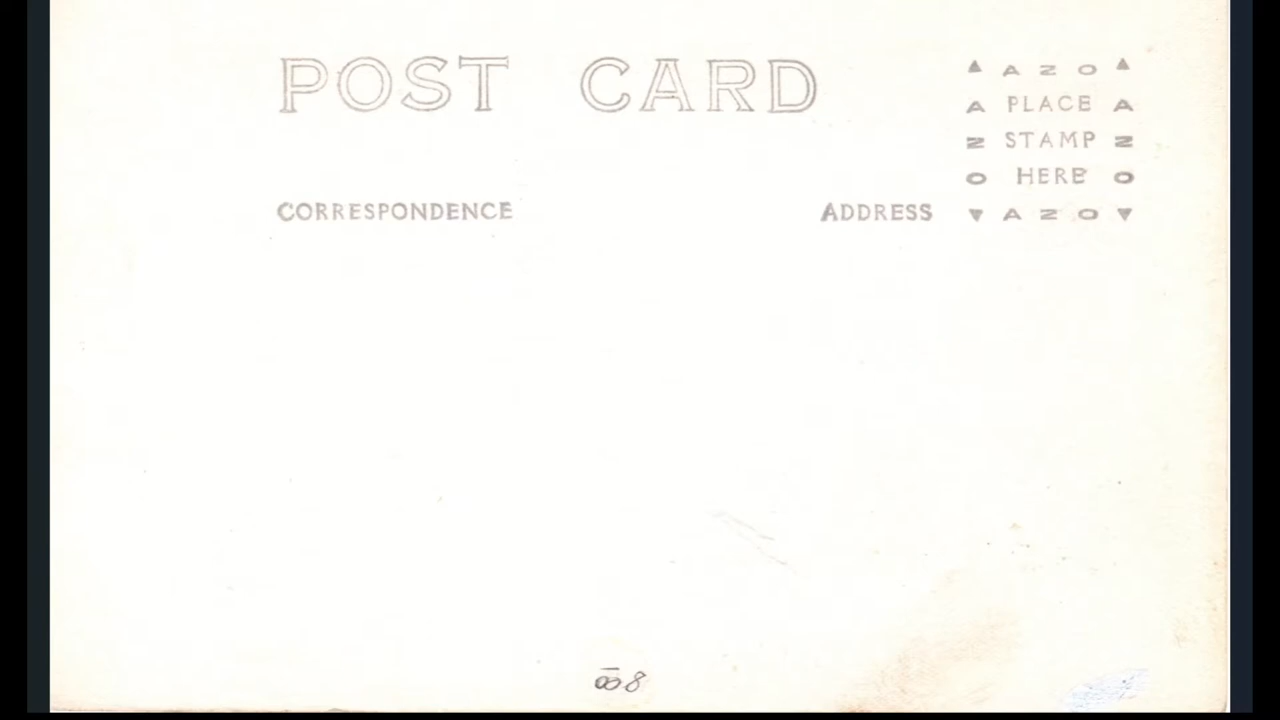 POST CARD
CORRESPONDENCE
ADDRESS
▲ A Z O ▲
A PLACE A
Z STAMP Z
O HERE O
▼ A Z O ▼